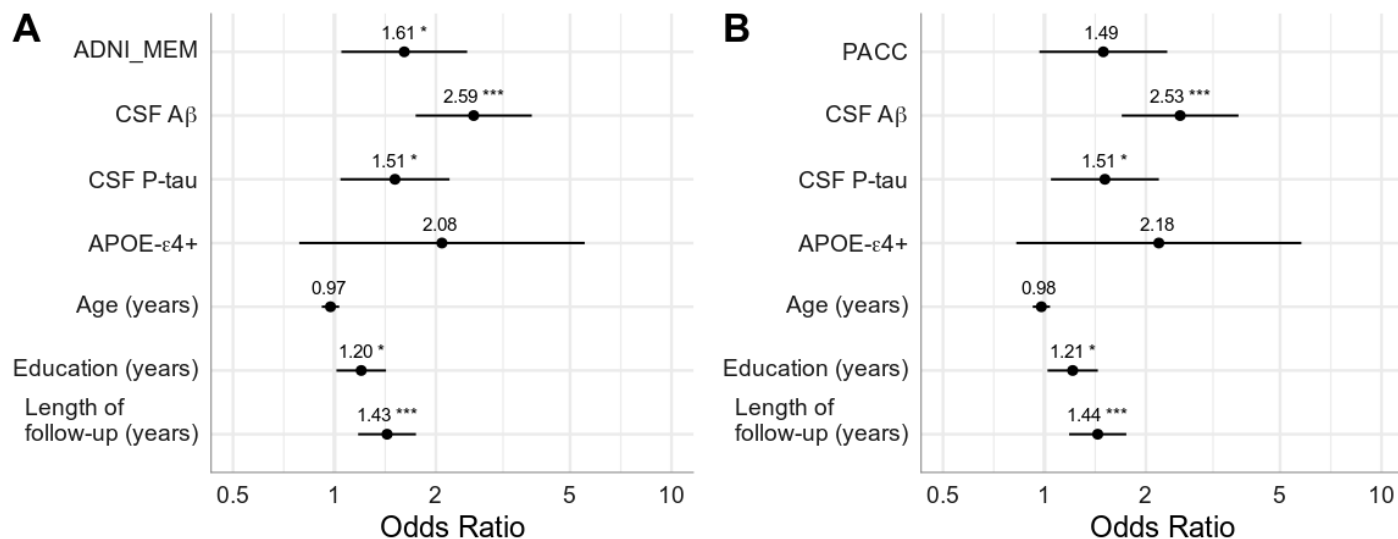 A
ADNI_MEM
1.61 *
CSF Aβ
2.59 ***
CSF P-tau
1.51 *
APOE-ε4+
2.08
Age (years)
0.97
Education (years)
1.20 *
Length of
follow-up (years)
1.43 ***
0.5 1 2 5 10
Odds Ratio
B
PACC
1.49
CSF Aβ
2.53 ***
CSF P-tau
1.51 *
APOE-ε4+
2.18
Age (years)
0.98
Education (years)
1.21 *
Length of
follow-up (years)
1.44 ***
0.5 1 2 5 10
Odds Ratio